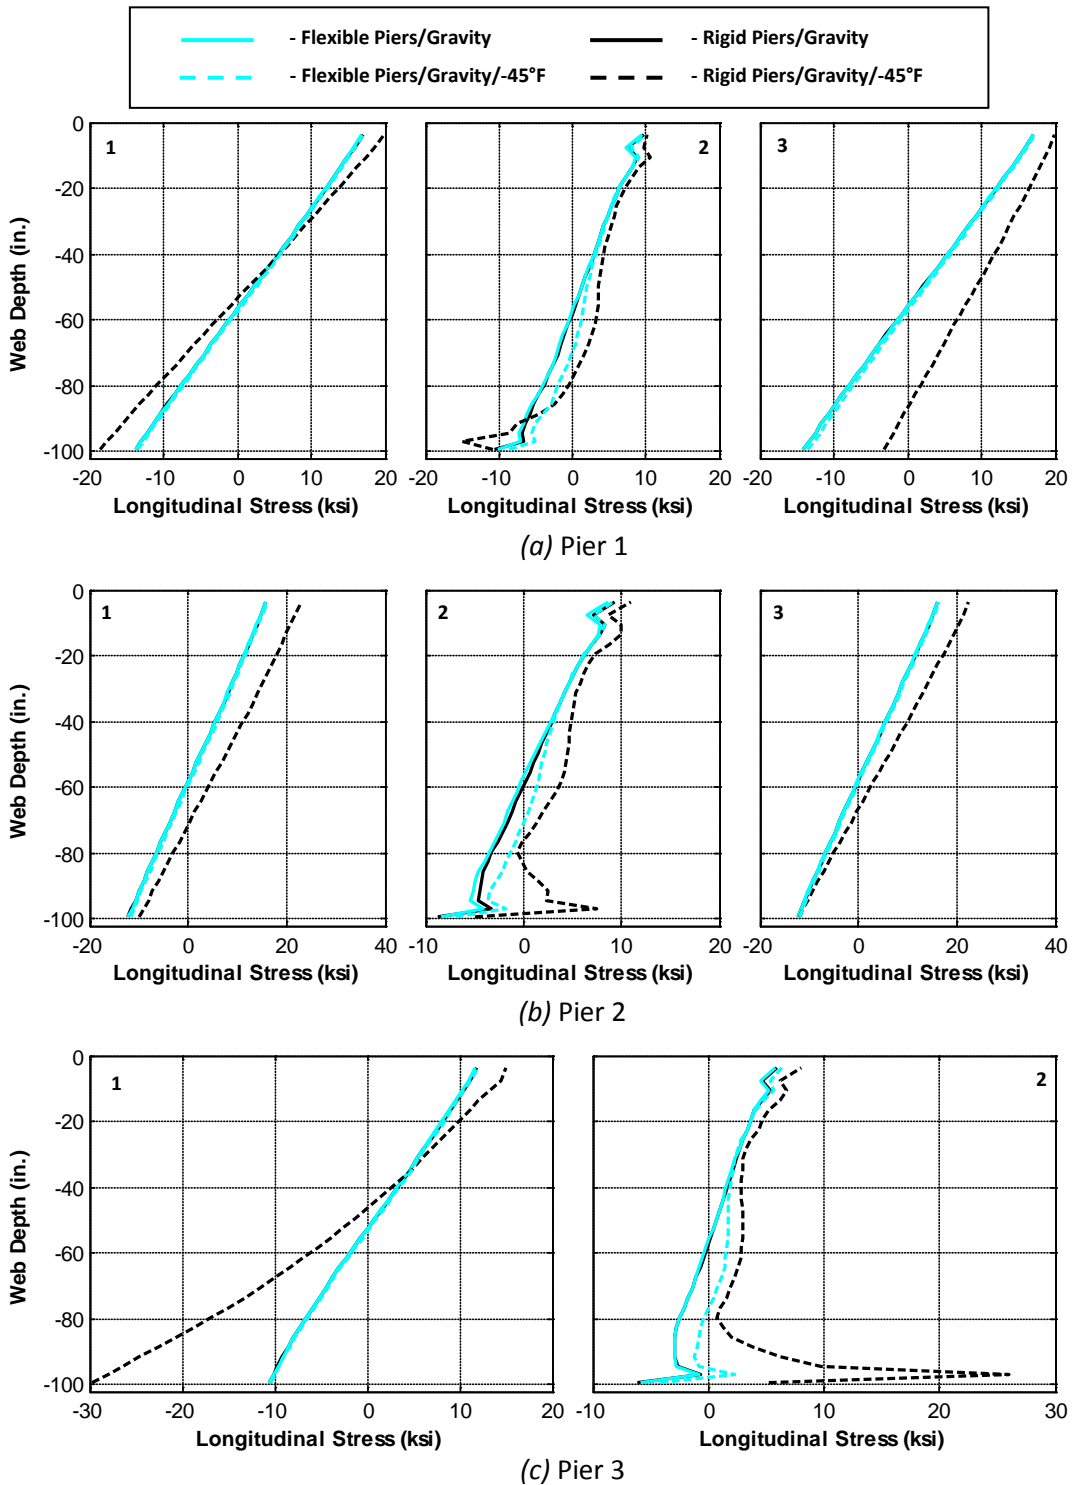 - Flexible Piers/Gravity - Rigid Piers/Gravity
- Flexible Piers/Gravity/-45°F - Rigid Piers/Gravity/-45°F
Web Depth (in.)
0
-20
-40
-60
-80
-100
1
2
3
-20 -10 0 10 20
-20 -10 0 10 20
-20 -10 0 10 20
Longitudinal Stress (ksi) Longitudinal Stress (ksi) Longitudinal Stress (ksi)
(a) Pier 1
Web Depth (in.)
0
-20
-40
-60
-80
-100
1
2
3
-20 0 20 40
-10 0 10 20
-20 0 20 40
Longitudinal Stress (ksi) Longitudinal Stress (ksi) Longitudinal Stress (ksi)
(b) Pier 2
Web Depth (in.)
0
-20
-40
-60
-80
-100
1
2
-30 -20 -10 0 10 20
-10 0 10 20 30
Longitudinal Stress (ksi) Longitudinal Stress (ksi)
(c) Pier 3